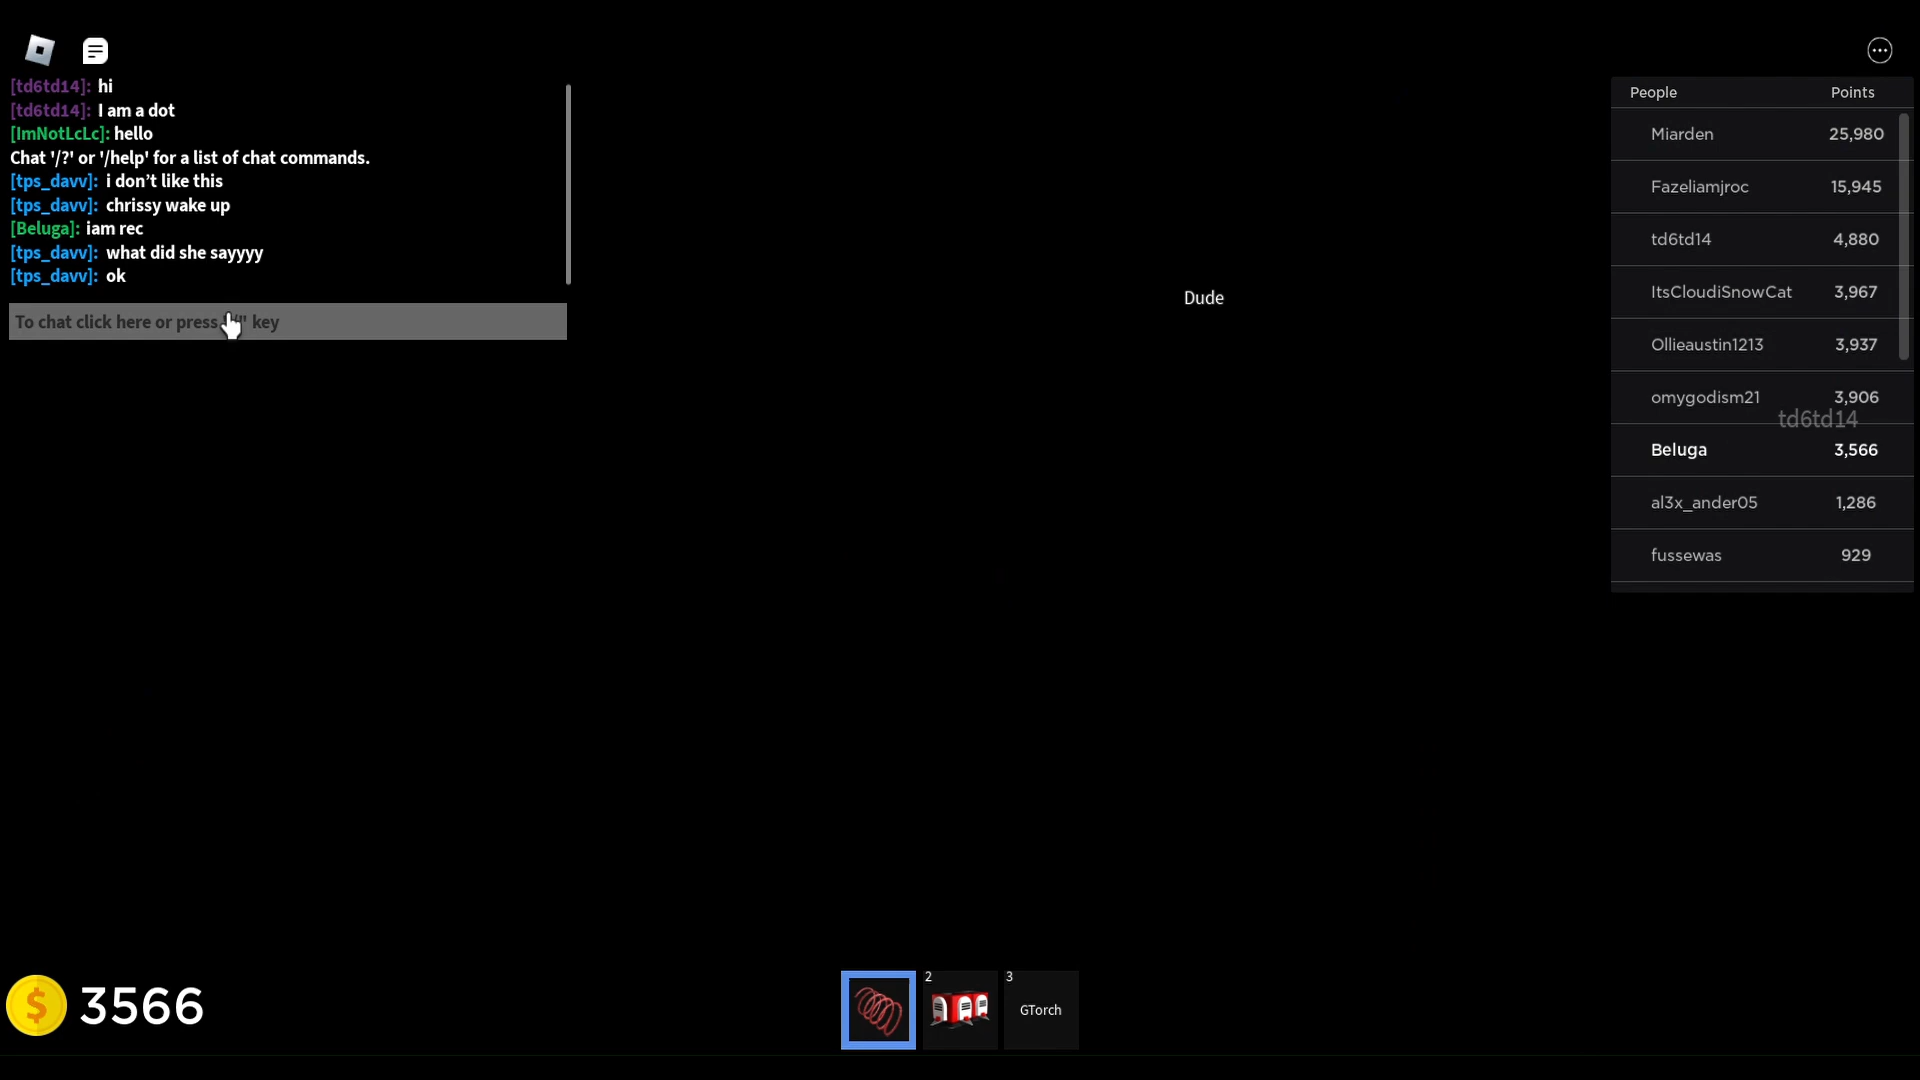 [td6td14]: hi
[td6td14]: I am a dot
[ImNotLcLc]: hello
Chat '/?' or '/help' for a list of chat commands.
[tps_davv]: i don’t like this
[tps_davv]: chrissy wake up
[Beluga]: iam rec
[tps_davv]: what did she sayyyy
[tps_davv]: ok
To chat click here or press "/" key
Dude
People Points
Miarden 25,980
Fazeliamjroc 15,945
td6td14 4,880
ItsCloudiSnowCat 3,967
Ollieaustin1213 3,937
omygodism21 3,906
td6td14
Beluga 3,566
al3x_ander05 1,286
fussewas 929
3566
2
3
GTorch